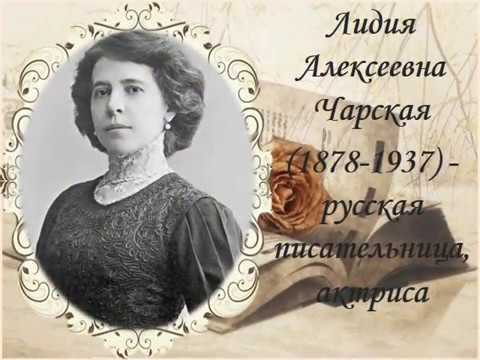 Лидия
Алексеевна
Чарская
(1878-1937) -
русская
писательница,
актриса